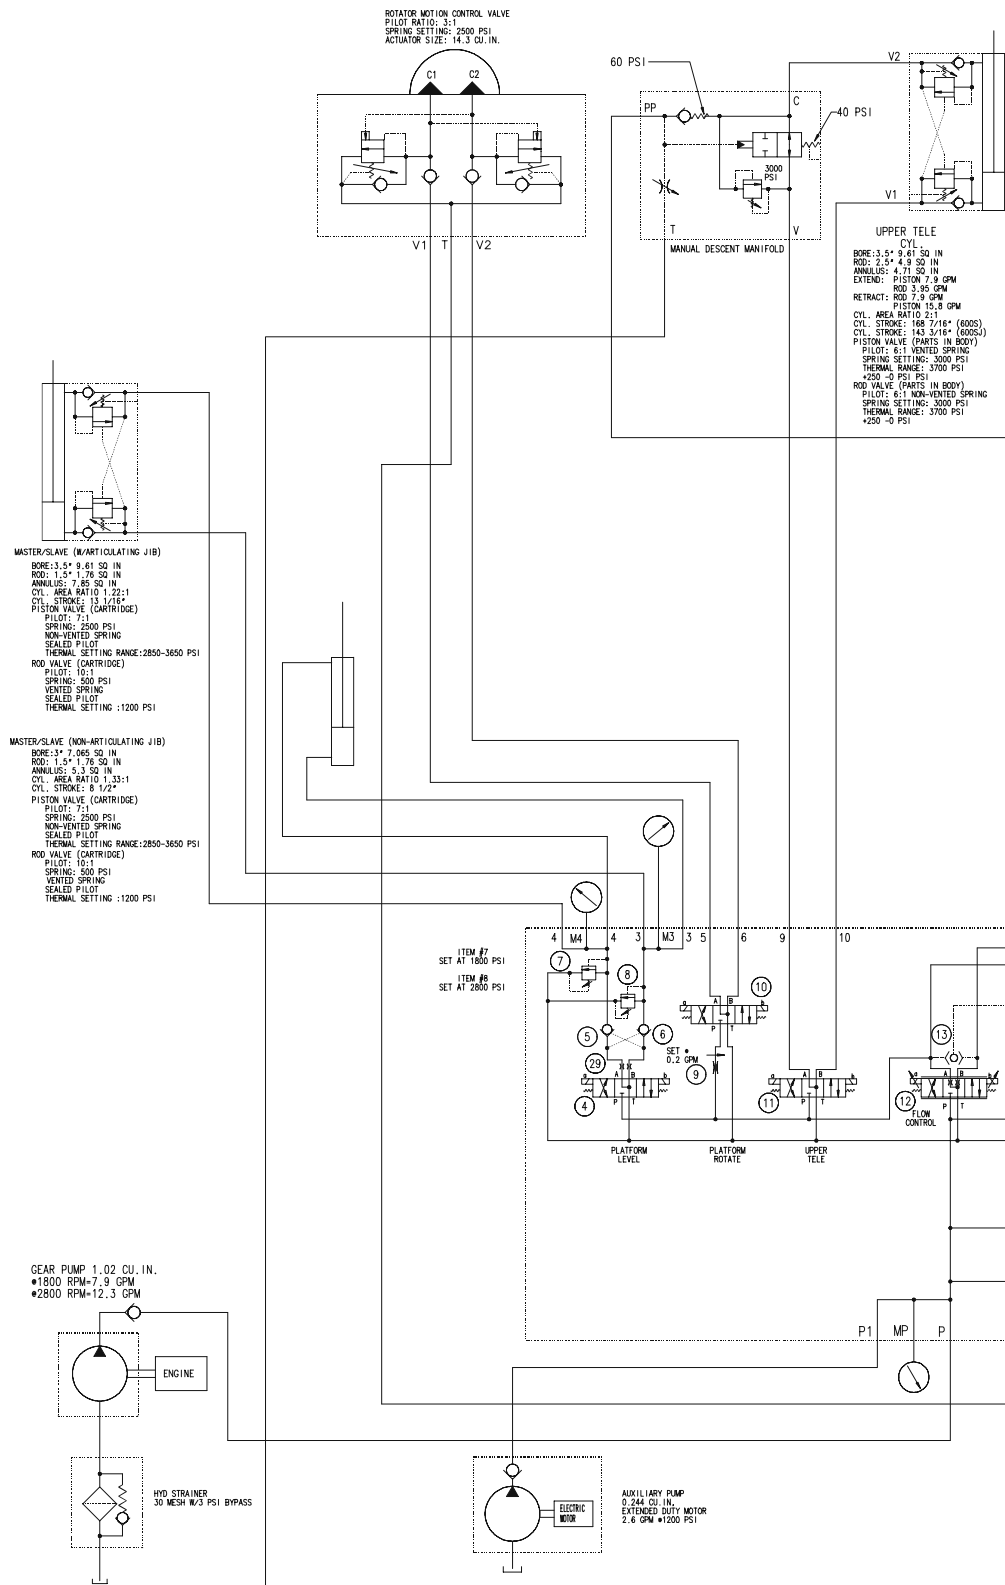 ROTATOR MOTION CONTROL VALVE
PILOT RATIO: 3:1
SPRING SETTING: 2500 PSI
ACTUATOR SIZE: 14.3 CU.IN.
C1 C2
V1 T V2
60 PSI
PP
C
40 PSI
3000
PSI
T
V
MANUAL DESCENT MANIFOLD
V2
V1
UPPER TELE
CYL.
BORE:3.5" 9.61 SQ IN
ROD: 2.5" 4.9 SQ IN
ANNULUS: 4.71 SQ IN
EXTEND: PISTON 7.9 GPM
ROD 3.95 GPM
RETRACT: ROD 7.9 GPM
PISTON 15.8 GPM
CYL. AREA RATIO 2:1
CYL. STROKE: 168 7/16" (600S)
CYL. STROKE: 143 3/16" (600SJ)
PISTON VALVE (PARTS IN BODY)
PILOT: 6:1 VENTED SPRING
SPRING SETTING: 3000 PSI
THERMAL RANGE: 3700 PSI
+250 -0 PSI PSI
ROD VALVE (PARTS IN BODY)
PILOT: 6:1 NON-VENTED SPRING
SPRING SETTING: 3000 PSI
THERMAL RANGE: 3700 PSI
+250 -0 PSI
MASTER/SLAVE (W/ARTICULATING JIB)
BORE:3.5" 9.61 SQ IN
ROD: 1.5" 1.76 SQ IN
ANNULUS: 7.85 SQ IN
CYL. AREA RATIO 1.22:1
CYL. STROKE: 13 1/16"
PISTON VALVE (CARTRIDGE)
PILOT: 7:1
SPRING: 2500 PSI
NON-VENTED SPRING
SEALED PILOT
THERMAL SETTING RANGE:2850-3650 PSI
ROD VALVE (CARTRIDGE)
PILOT: 10:1
SPRING: 500 PSI
VENTED SPRING
SEALED PILOT
THERMAL SETTING :1200 PSI
MASTER/SLAVE (NON-ARTICULATING JIB)
BORE:3" 7.065 SQ IN
ROD: 1.5" 1.76 SQ IN
ANNULUS: 5.3 SQ IN
CYL. AREA RATIO 1.33:1
CYL. STROKE: 8 1/2"
PISTON VALVE (CARTRIDGE)
PILOT: 7:1
SPRING: 2500 PSI
NON-VENTED SPRING
SEALED PILOT
THERMAL SETTING RANGE:2850-3650 PSI
ROD VALVE (CARTRIDGE)
PILOT: 10:1
SPRING: 500 PSI
VENTED SPRING
SEALED PILOT
THERMAL SETTING :1200 PSI
4 M4 4 3 M3 3 5 6 9 10
ITEM #7
SET AT 1800 PSI
ITEM #8
SET AT 2800 PSI
7
8
5
6
29
4
a A B b
P T
SET @
0.2 GPM
9
10
a A B b
P T
11
a A B b
P T
13
12
a A B b
P T
FLOW
CONTROL
PLATFORM
LEVEL
PLATFORM
ROTATE
UPPER
TELE
P1 MP P
GEAR PUMP 1.02 CU.IN.
@1800 RPM=7.9 GPM
@2800 RPM=12.3 GPM
ENGINE
HYD STRAINER
30 MESH W/3 PSI BYPASS
ELECTRIC
MOTOR
AUXILIARY PUMP
0.244 CU.IN.
EXTENDED DUTY MOTOR
2.6 GPM @1200 PSI